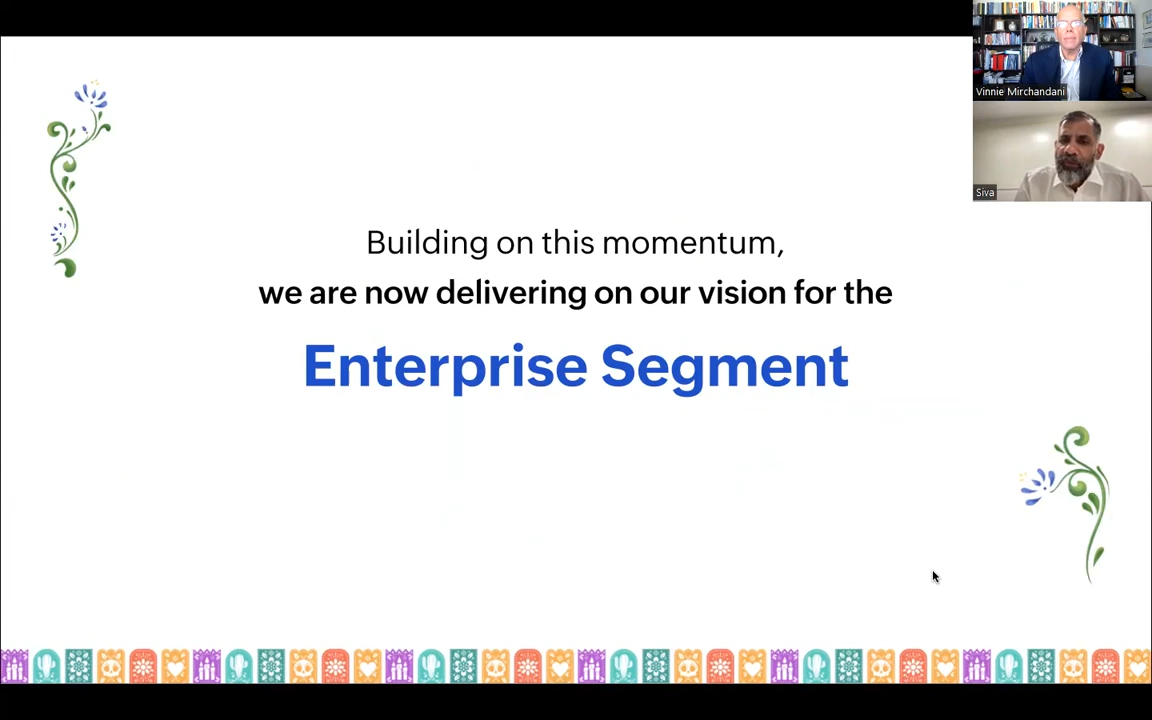 Vinnie Mirchandani
Siva
Building on this momentum,
we are now delivering on our vision for the
Enterprise Segment